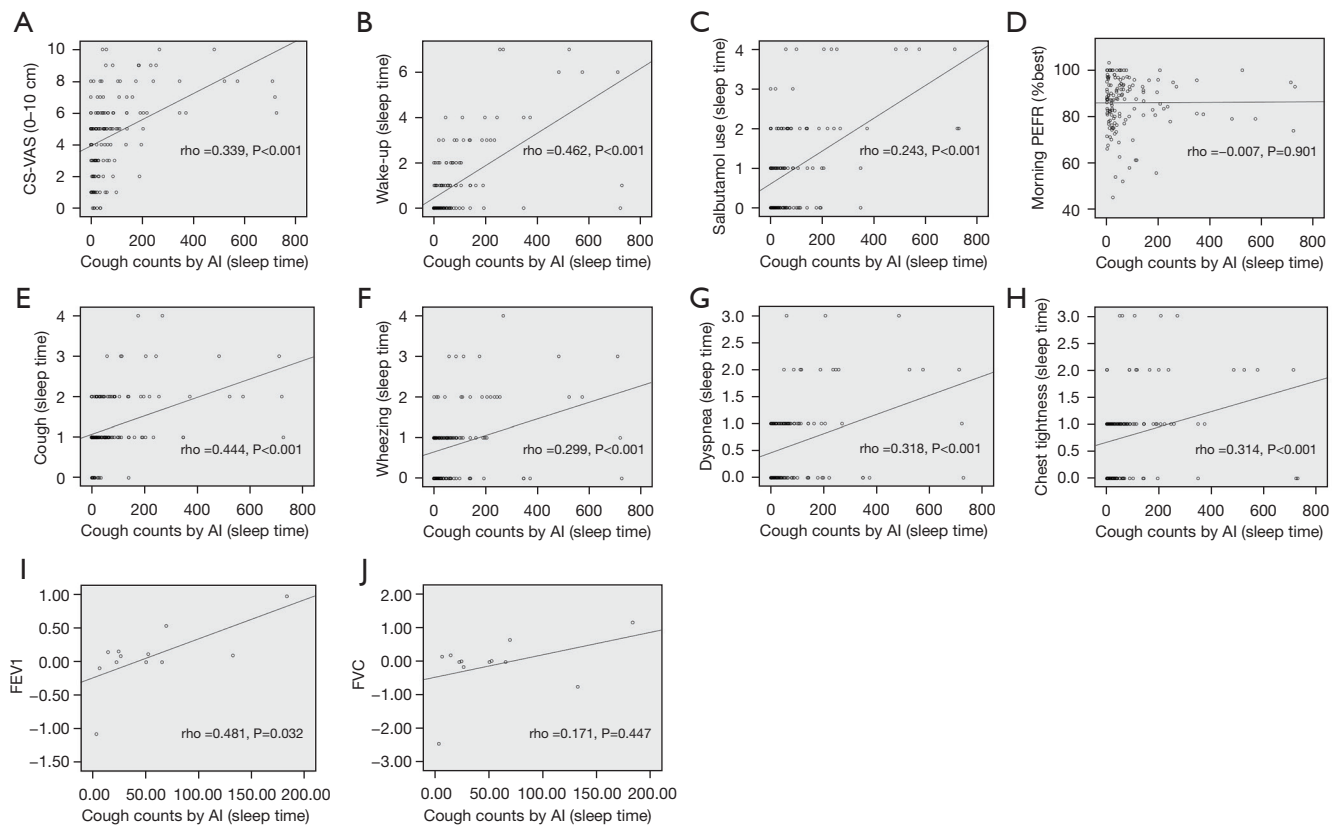 A
CS-VAS (0–10 cm)
10
8
6
4
2
0
rho =0.339, P<0.001
0 200 400 600 800
Cough counts by AI (sleep time)
B
Wake-up (sleep time)
6
4
2
0
rho =0.462, P<0.001
0 200 400 600 800
Cough counts by AI (sleep time)
C
Salbutamol use (sleep time)
4
3
2
1
0
rho =0.243, P<0.001
0 200 400 600 800
Cough counts by AI (sleep time)
D
Morning PEFR (%best)
100
80
60
40
rho =−0.007, P=0.901
0 200 400 600 800
Cough counts by AI (sleep time)
E
Cough (sleep time)
4
3
2
1
0
rho =0.444, P<0.001
0 200 400 600 800
Cough counts by AI (sleep time)
F
Wheezing (sleep time)
4
3
2
1
0
rho =0.299, P<0.001
0 200 400 600 800
Cough counts by AI (sleep time)
G
Dyspnea (sleep time)
3.0
2.5
2.0
1.5
1.0
0.5
0.0
rho =0.318, P<0.001
0 200 400 600 800
Cough counts by AI (sleep time)
H
Chest tightness (sleep time)
3.0
2.5
2.0
1.5
1.0
0.5
0.0
rho =0.314, P<0.001
0 200 400 600 800
Cough counts by AI (sleep time)
I
FEV1
1.00
0.50
0.00
−0.50
−1.00
−1.50
rho =0.481, P=0.032
0.00 50.00 100.00 150.00 200.00
Cough counts by AI (sleep time)
J
FVC
2.00
1.00
0.00
−1.00
−2.00
−3.00
rho =0.171, P=0.447
0.00 50.00 100.00 150.00 200.00
Cough counts by AI (sleep time)